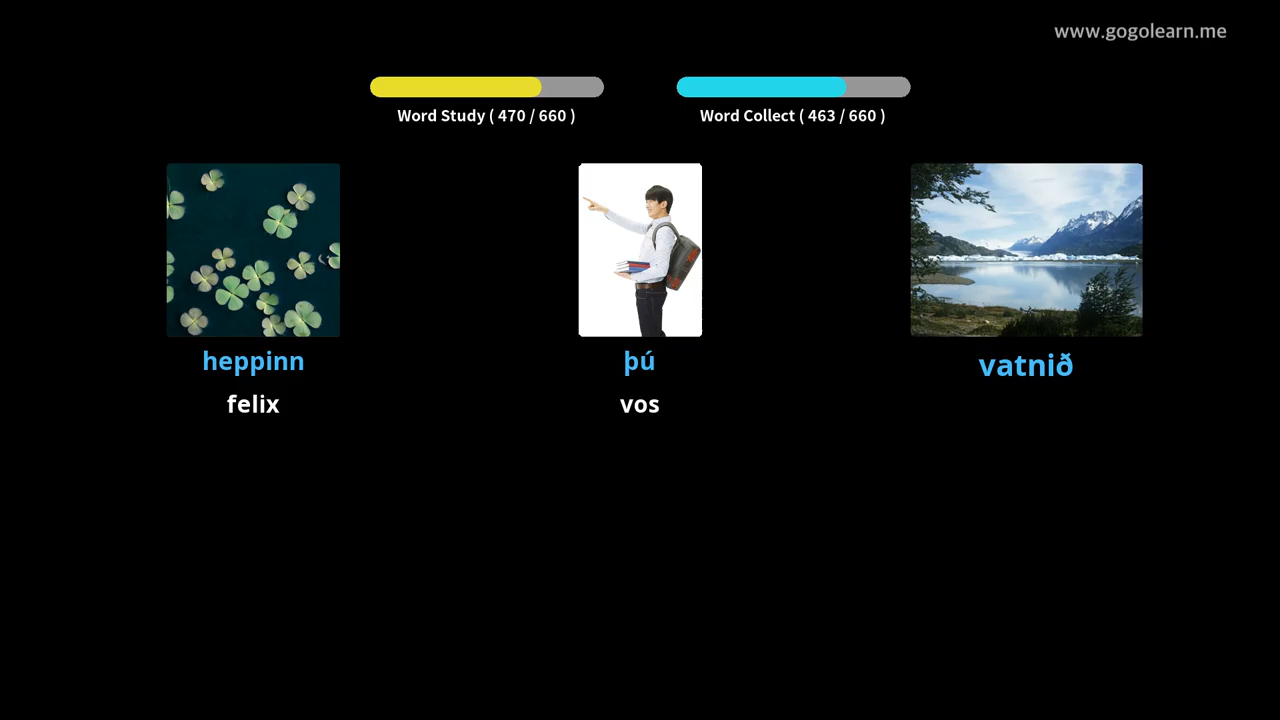 www.gogolearn.me
Word Study ( 470 / 660 )
Word Collect ( 463 / 660 )
heppinn
felix
þú
vos
vatnið